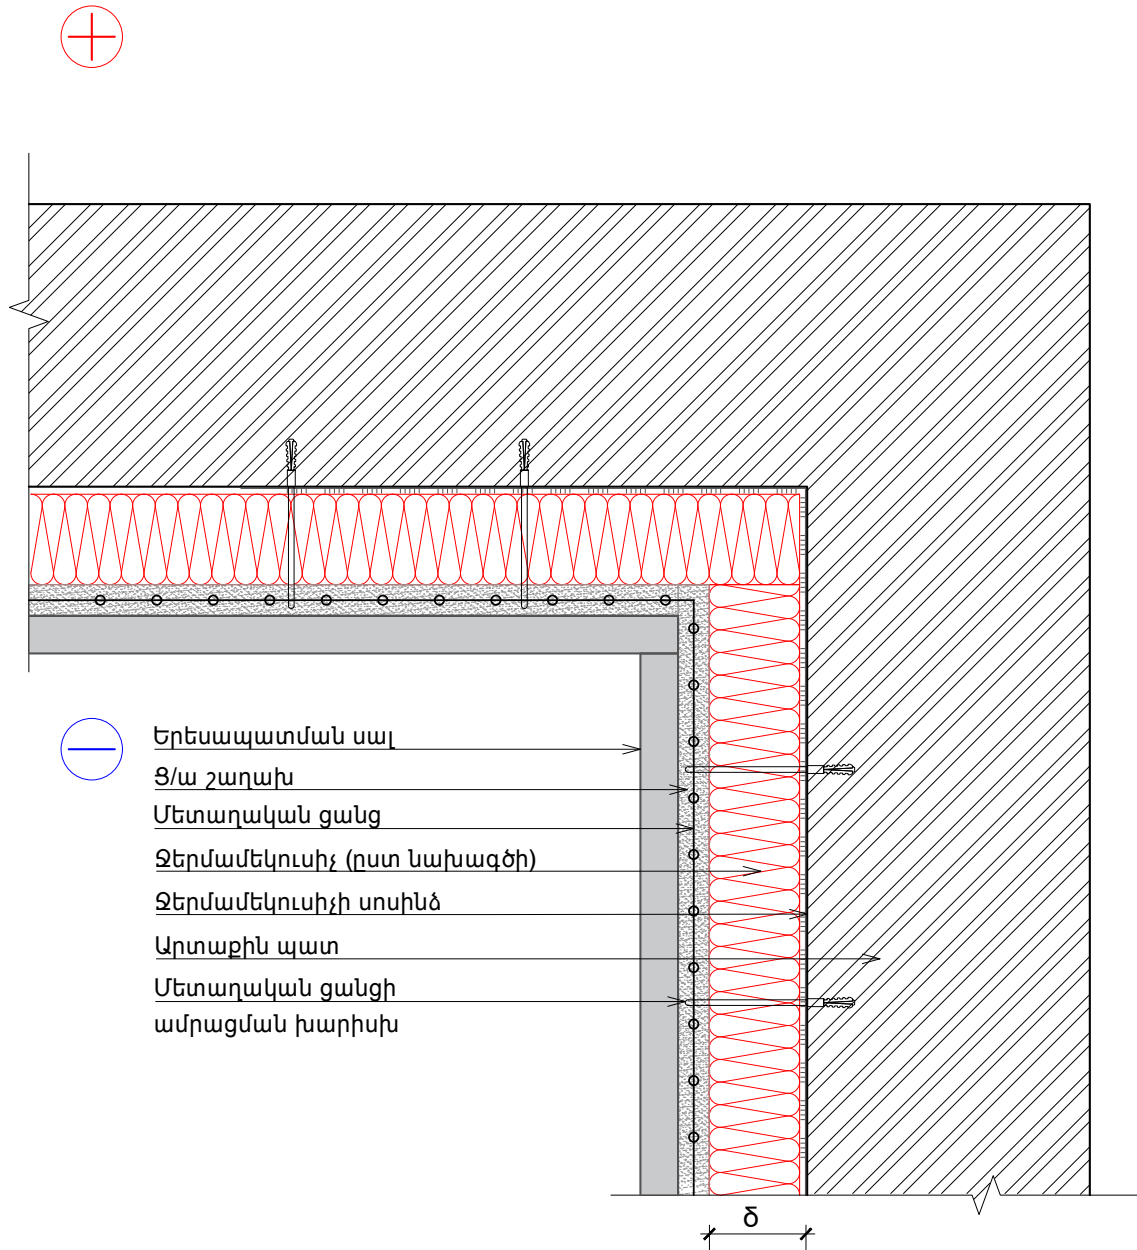 Երեսապատման սալ
Ց/ա շաղախ
Մետաղական ցանց
Ջերմամեկուսիչ (ըստ նախագծի)
Ջերմամեկուսիչի սոսինձ
Արտաքին պատ
Մետաղական ցանցի
ամրացման խարիսխ
δ